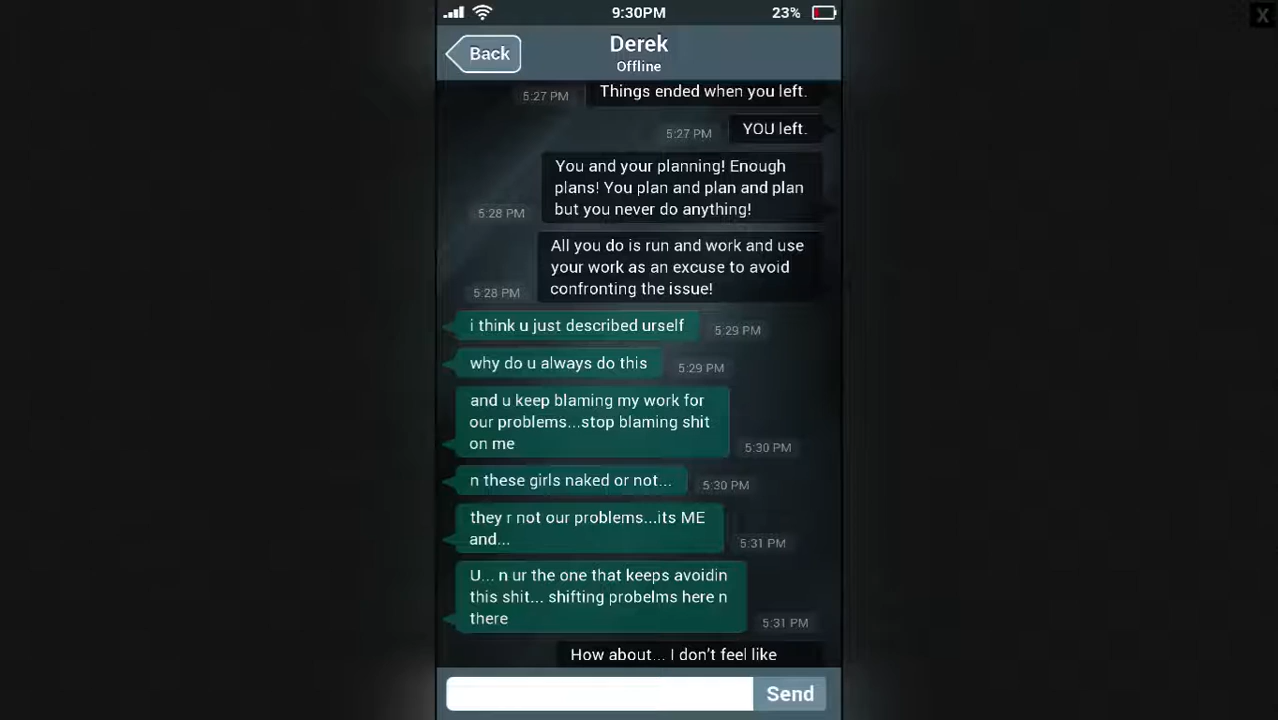 9:30PM
23%
X
Back
Derek
Offline
Things ended when you left.
5:27 PM
YOU left.
5:27 PM
You and your planning! Enough
plans! You plan and plan and plan
but you never do anything!
5:28 PM
All you do is run and work and use
your work as an excuse to avoid
confronting the issue!
5:28 PM
i think u just described urself
5:29 PM
why do u always do this
5:29 PM
and u keep blaming my work for
our problems...stop blaming shit
on me
5:30 PM
n these girls naked or not...
5:30 PM
they r not our problems...its ME
and...
5:31 PM
U... n ur the one that keeps avoidin
this shit... shifting probelms here n
there
5:31 PM
How about... I don't feel like
Send